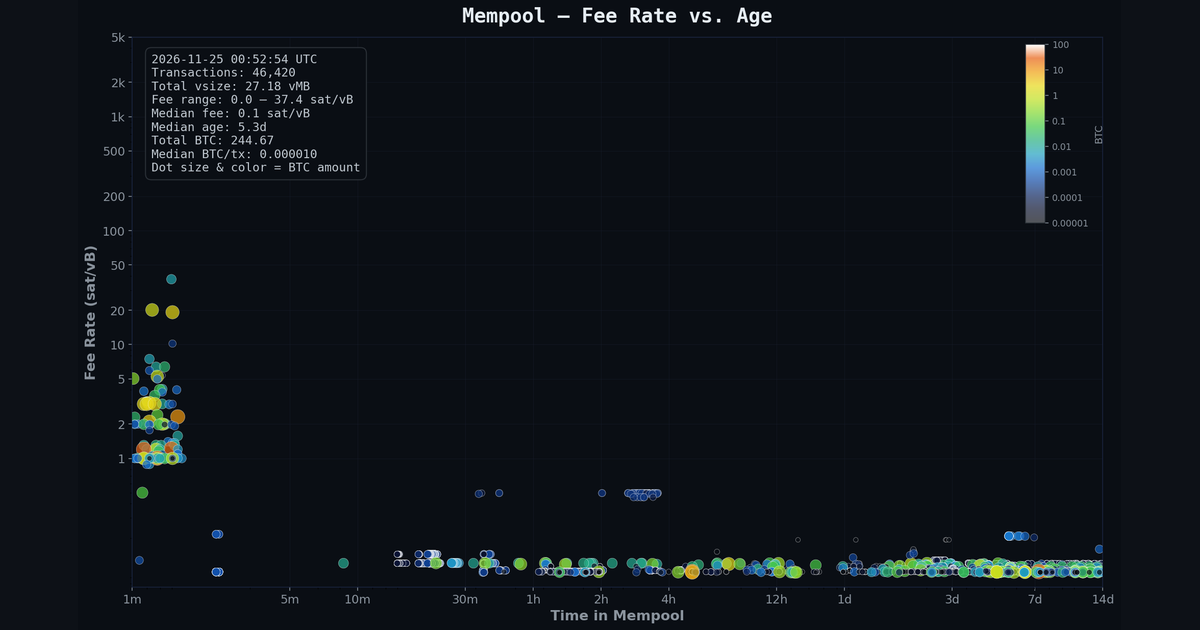 Mempool — Fee Rate vs. Age
2026-11-25 00:52:54 UTC
Transactions: 46,420
Total vsize: 27.18 vMB
Fee range: 0.0 — 37.4 sat/vB
Median fee: 0.1 sat/vB
Median age: 5.3d
Total BTC: 244.67
Median BTC/tx: 0.000010
Dot size & color = BTC amount
100
10
1
0.1
0.01
0.001
0.0001
0.00001
BTC
Fee Rate (sat/vB)
5k
2k
1k
500
200
100
50
20
10
5
2
1
1m 5m 10m 30m 1h 2h 4h 12h 1d 3d 7d 14d
Time in Mempool